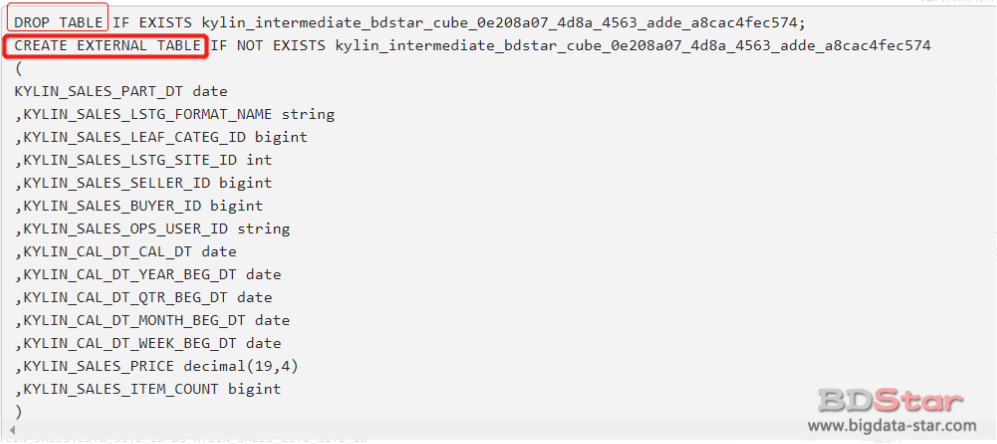 DROP TABLE IF EXISTS kylin_intermediate_bdstar_cube_0e208a07_4d8a_4563_adde_a8cac4fec574;
CREATE EXTERNAL TABLE IF NOT EXISTS kylin_intermediate_bdstar_cube_0e208a07_4d8a_4563_adde_a8cac4fec574
(
KYLIN_SALES_PART_DT date
,KYLIN_SALES_LSTG_FORMAT_NAME string
,KYLIN_SALES_LEAF_CATEG_ID bigint
,KYLIN_SALES_LSTG_SITE_ID int
,KYLIN_SALES_SELLER_ID bigint
,KYLIN_SALES_BUYER_ID bigint
,KYLIN_SALES_OPS_USER_ID string
,KYLIN_CAL_DT_CAL_DT date
,KYLIN_CAL_DT_YEAR_BEG_DT date
,KYLIN_CAL_DT_QTR_BEG_DT date
,KYLIN_CAL_DT_MONTH_BEG_DT date
,KYLIN_CAL_DT_WEEK_BEG_DT date
,KYLIN_SALES_PRICE decimal(19,4)
,KYLIN_SALES_ITEM_COUNT bigint
)
BDStar
www.bigdata-star.com